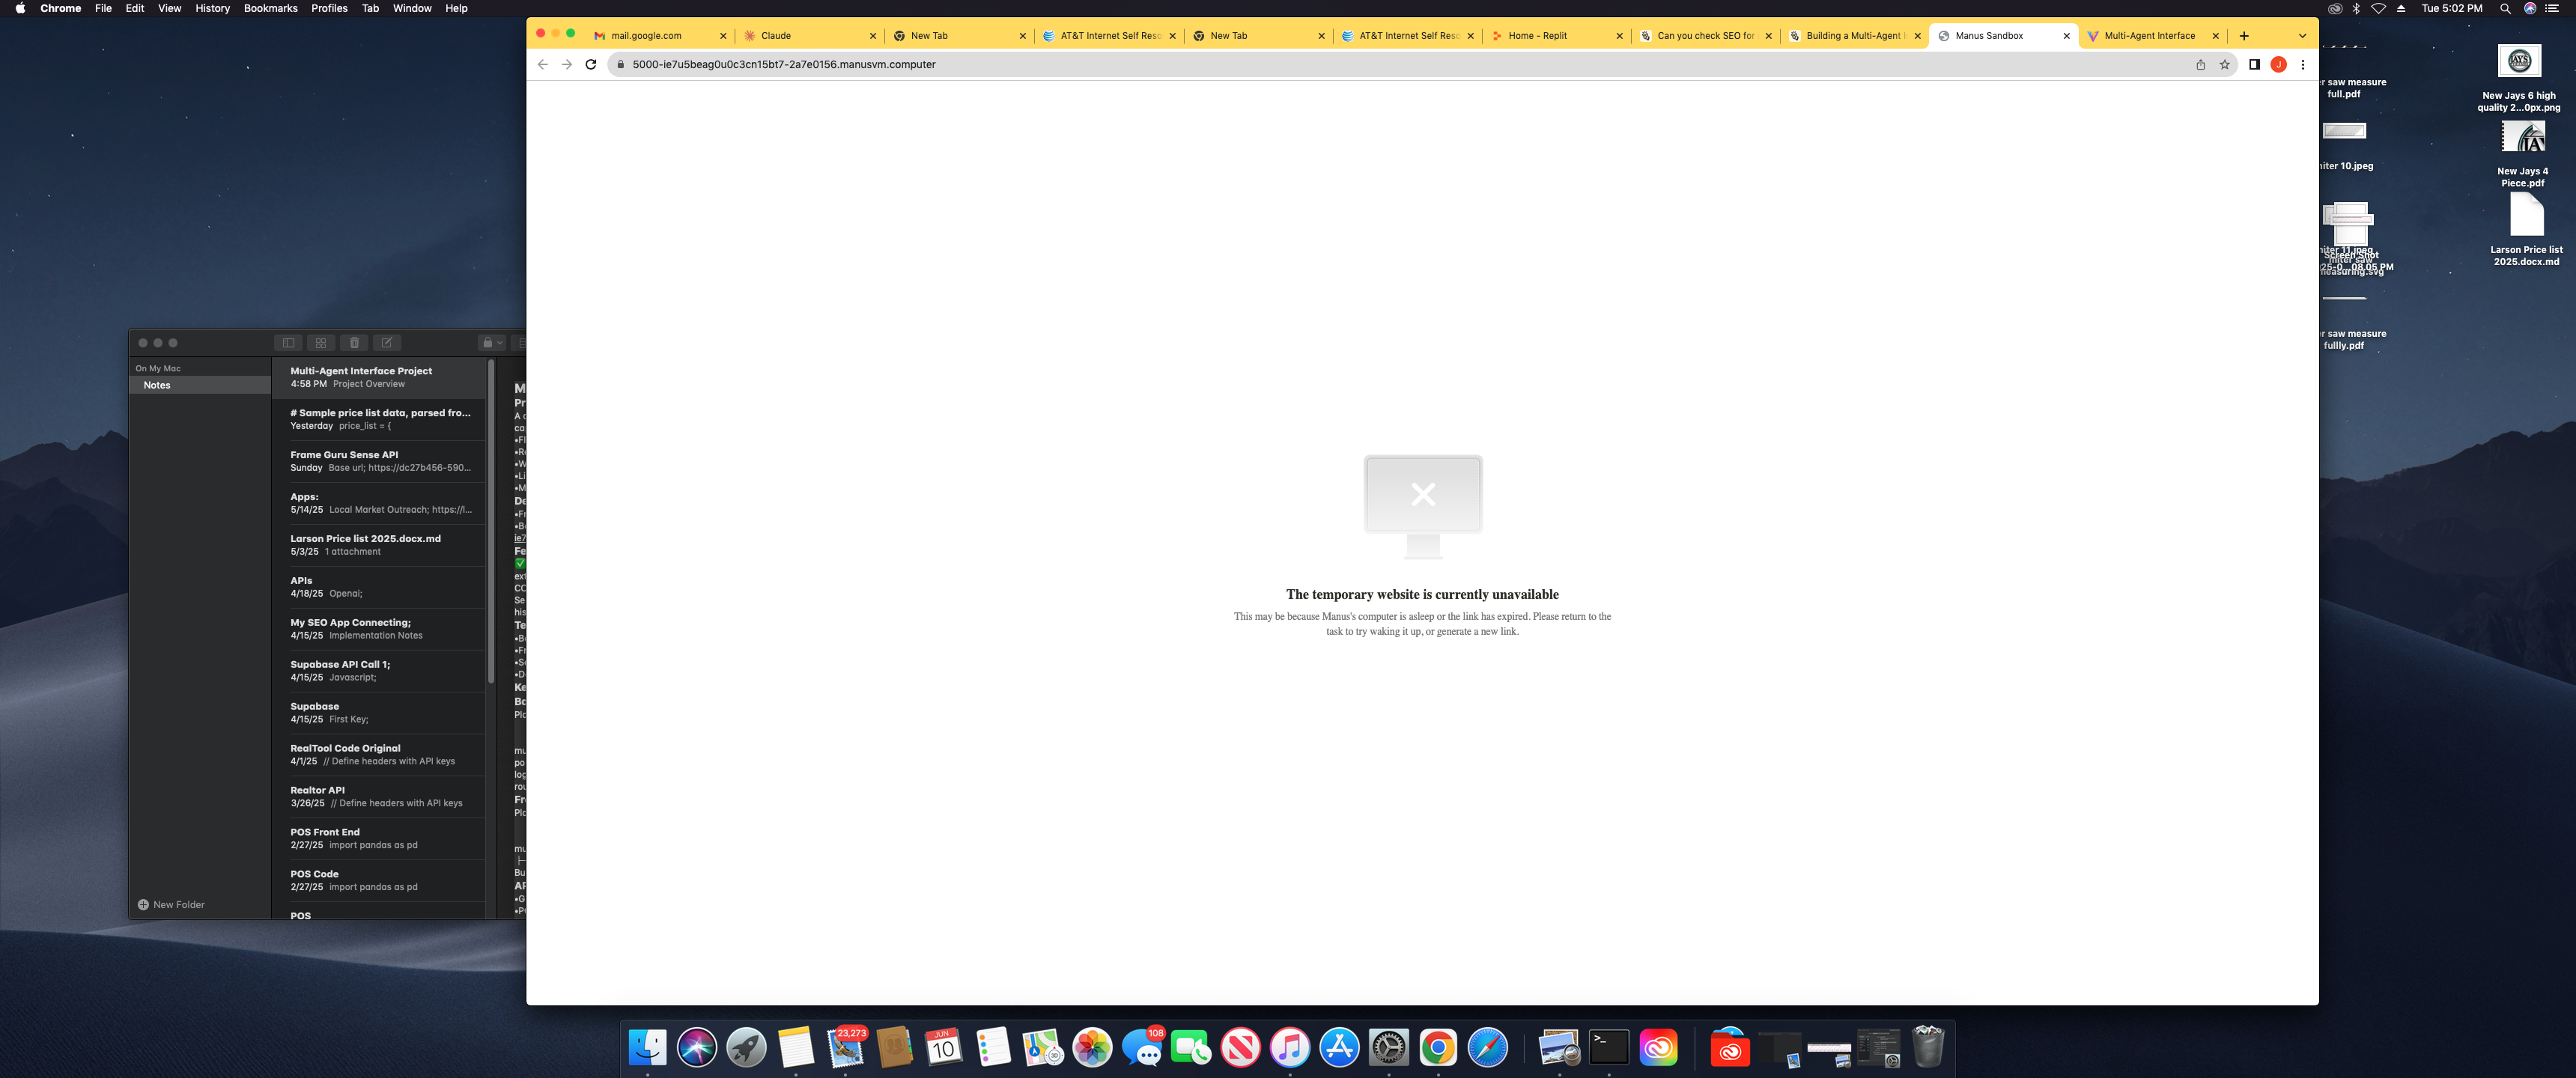 Chrome File Edit View History Bookmarks Profiles Tab Window Help
Tue 5:02 PM
mail.google.com
Claude
New Tab
AT&T Internet Self Reso
New Tab
AT&T Internet Self Reso
Home - Replit
Can you check SEO for
Building a Multi-Agent I
Manus Sandbox
Multi-Agent Interface
5000-ie7u5beag0u0c3cn15bt7-2a7e0156.manusvm.computer
J
The temporary website is currently unavailable
This may be because Manus's computer is asleep or the link has expired. Please return to the
task to try waking it up, or generate a new link.
On My Mac
Notes
Multi-Agent Interface Project
4:58 PM Project Overview
# Sample price list data, parsed fro...
Yesterday price_list = {
Frame Guru Sense API
Sunday Base url; https://dc27b456-590...
Apps:
5/14/25 Local Market Outreach; https://l...
Larson Price list 2025.docx.md
5/3/25 1 attachment
APIs
4/18/25 Openai;
My SEO App Connecting;
4/15/25 Implementation Notes
Supabase API Call 1;
4/15/25 Javascript;
Supabase
4/15/25 First Key;
RealTool Code Original
4/1/25 // Define headers with API keys
Realtor API
3/26/25 // Define headers with API keys
POS Front End
2/27/25 import pandas as pd
POS Code
2/27/25 import pandas as pd
POS
New Folder
r saw measure
full.pdf
niter 10.jpeg
Screen Shot
25-0...08.05 PM
r saw measure
fullly.pdf
JAYS
New Jays 6 high
quality 2...0px.png
New Jays 4
Piece.pdf
Larson Price list
2025.docx.md
23,273
JUN
10
108